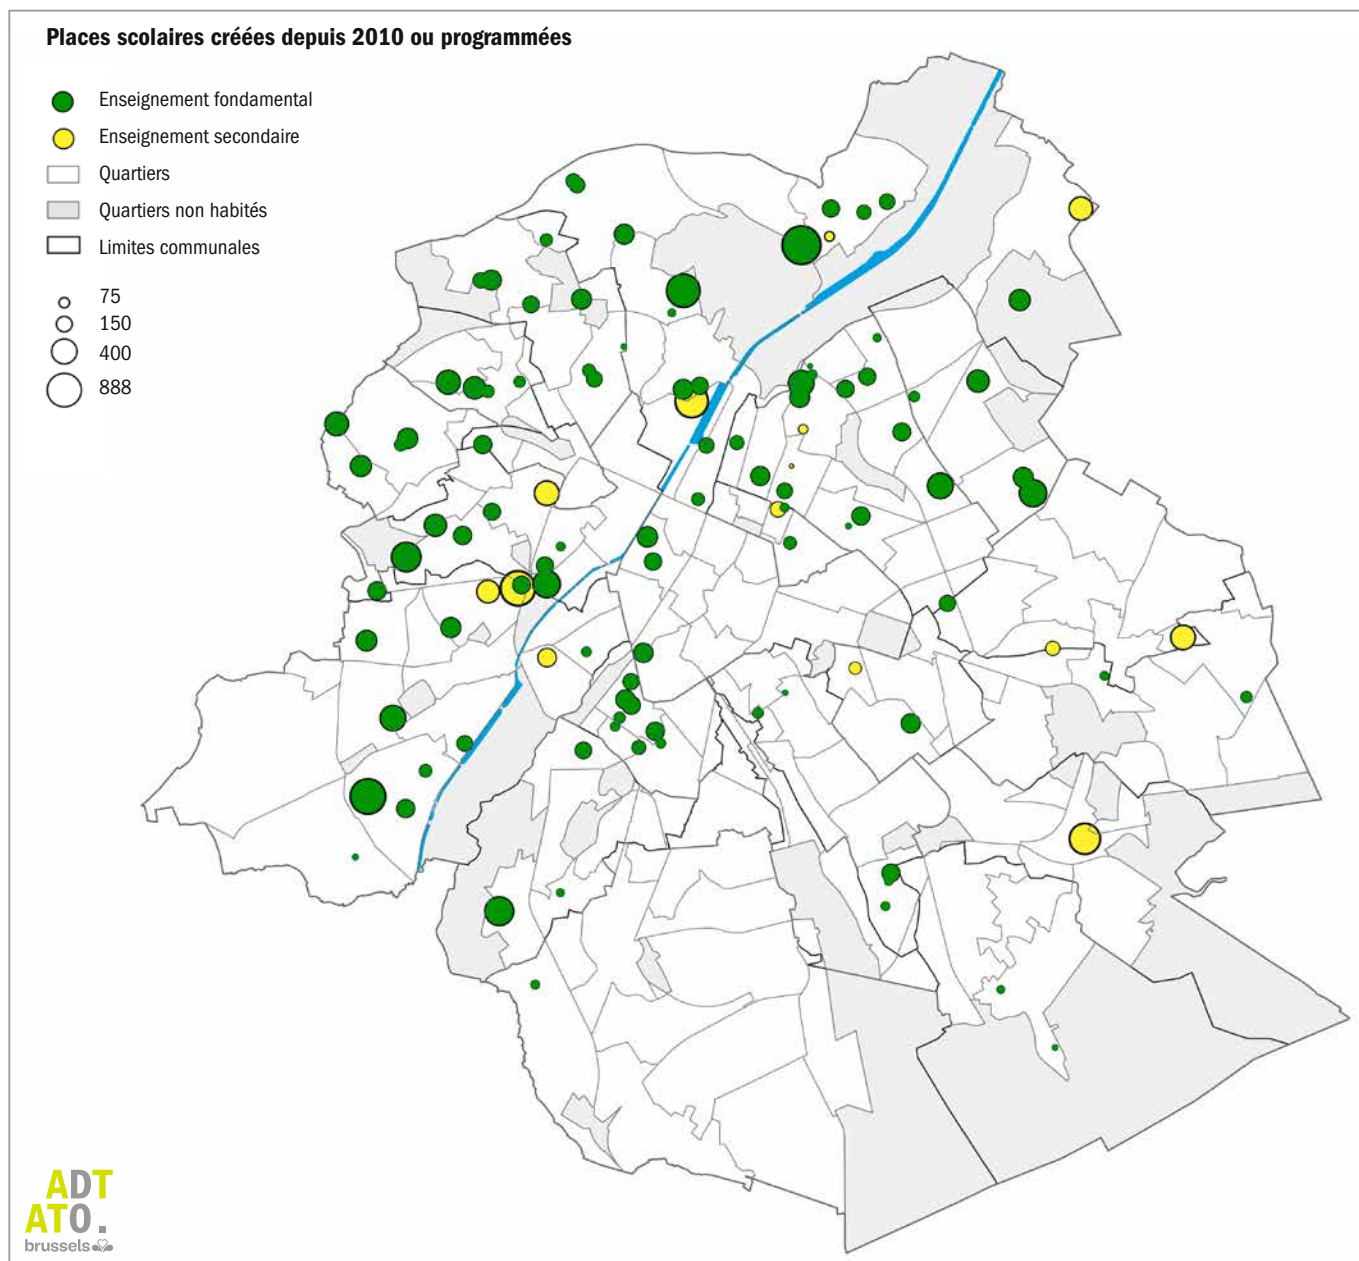 Places scolaires créées depuis 2010 ou programmées
Enseignement fondamental
Enseignement secondaire
Quartiers
Quartiers non habités
Limites communales
75
150
400
888
ADT
ATO.
brussels